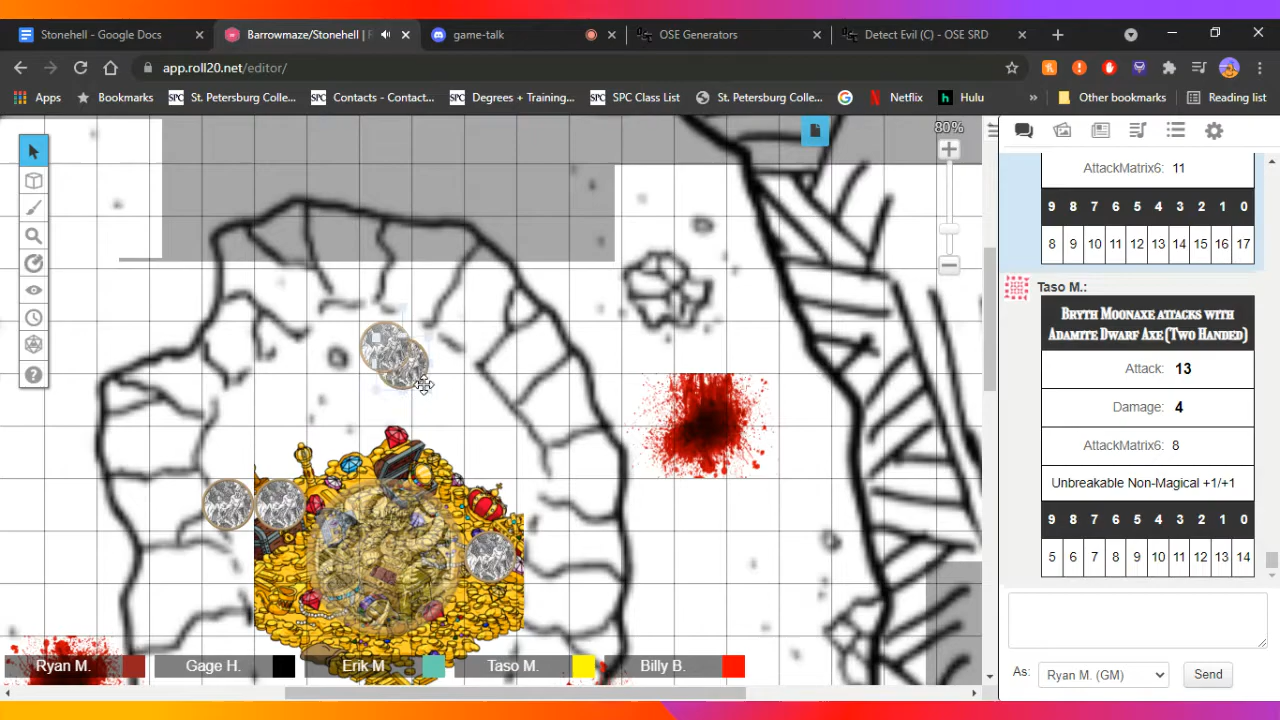 Stonehell - Google Docs
Barrowmaze/Stonehell | F
game-talk
OSE Generators
Detect Evil (C) - OSE SRD
app.roll20.net/editor/
Apps
Bookmarks
St. Petersburg Colle...
Contacts - Contact...
Degrees + Training...
SPC Class List
St. Petersburg Colle...
Netflix
Hulu
Other bookmarks
Reading list
80%
AttackMatrix6: 11
9 8 7 6 5 4 3 2 1 0
8 9 10 11 12 13 14 15 16 17
Taso M.:
Bryth Moonaxe attacks with
Adamite Dwarf Axe (Two Handed)
Attack: 13
Damage: 4
AttackMatrix6: 8
Unbreakable Non-Magical +1/+1
9 8 7 6 5 4 3 2 1 0
5 6 7 8 9 10 11 12 13 14
Ryan M.
Gage H.
Erik M
Taso M.
Billy B.
As:
Ryan M. (GM)
Send